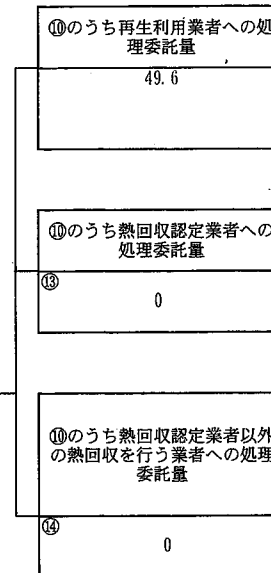 ⑩のうち再生利用業者への処
理委託量
49.6
⑩のうち熱回収認定業者への
処理委託量
⑬
0
⑩のうち熱回収認定業者以外
の熱回収を行う業者への処理
委託量
⑭
0